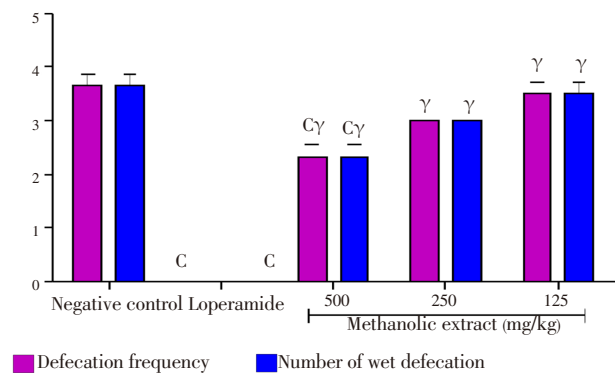 5
4
3
2
1
0
γ γ
γ γ
Cγ Cγ
C C
Negative control Loperamide 500 250 125
Methanolic extract (mg/kg)
Defecation frequency Number of wet defecation